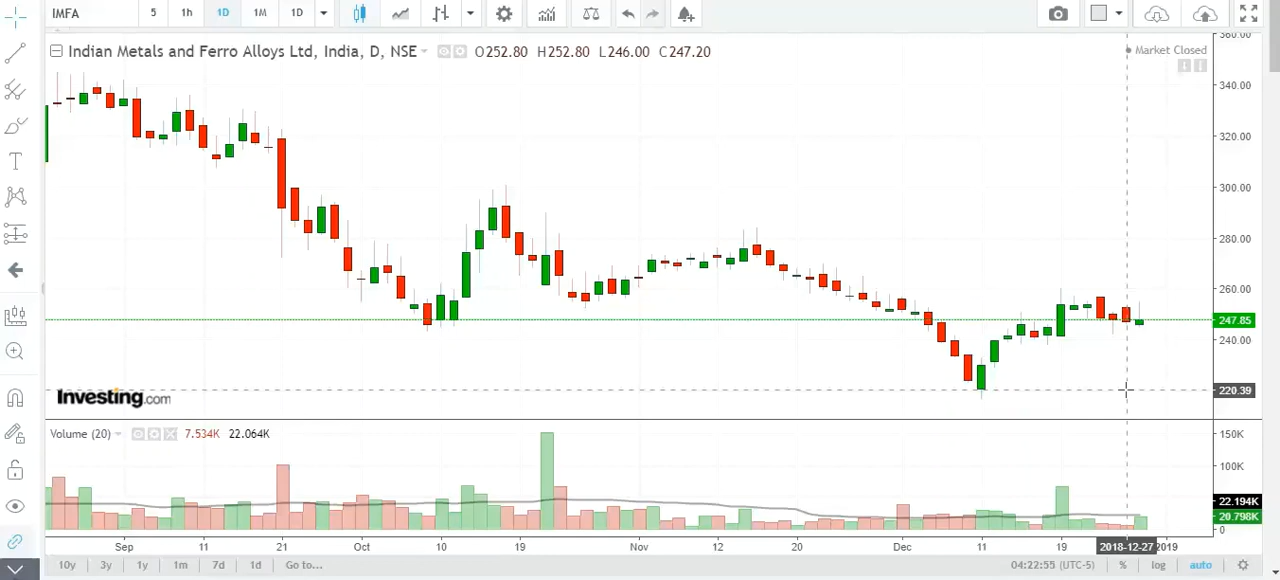 IMFA 5 1h 1D 1M 1D
Indian Metals and Ferro Alloys Ltd, India, D, NSE O252.80 H252.80 L246.00 C247.20
Market Closed
360.00
340.00
320.00
300.00
280.00
260.00
247.85
240.00
220.39
Investing.com
Volume (20) 7.534K 22.064K
150K
100K
22.194K
20.798K
0
Sep 11 21 Oct 10 19 Nov 12 20 Dec 11 19 2018-12-27 2019
10y 3y 1y 1m 7d 1d Go to... 04:22:55 (UTC-5) % log auto